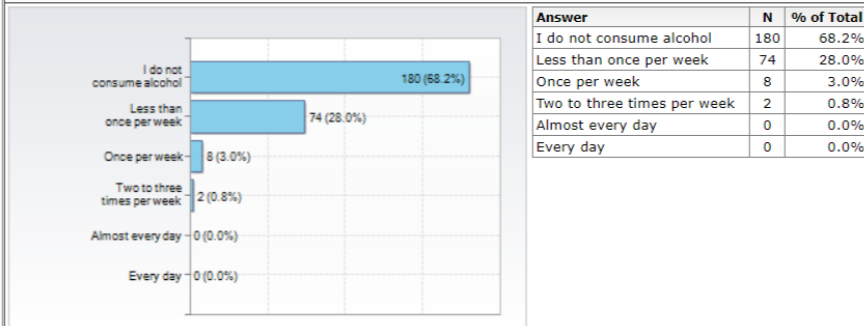 I do not
consume alcohol
180 (68.2%)
Less than
once per week
74 (28.0%)
Once per week
8 (3.0%)
Two to three
times per week
2 (0.8%)
Almost every day
0 (0.0%)
Every day
0 (0.0%)
Answer N % of Total
I do not consume alcohol 180 68.2%
Less than once per week 74 28.0%
Once per week 8 3.0%
Two to three times per week 2 0.8%
Almost every day 0 0.0%
Every day 0 0.0%